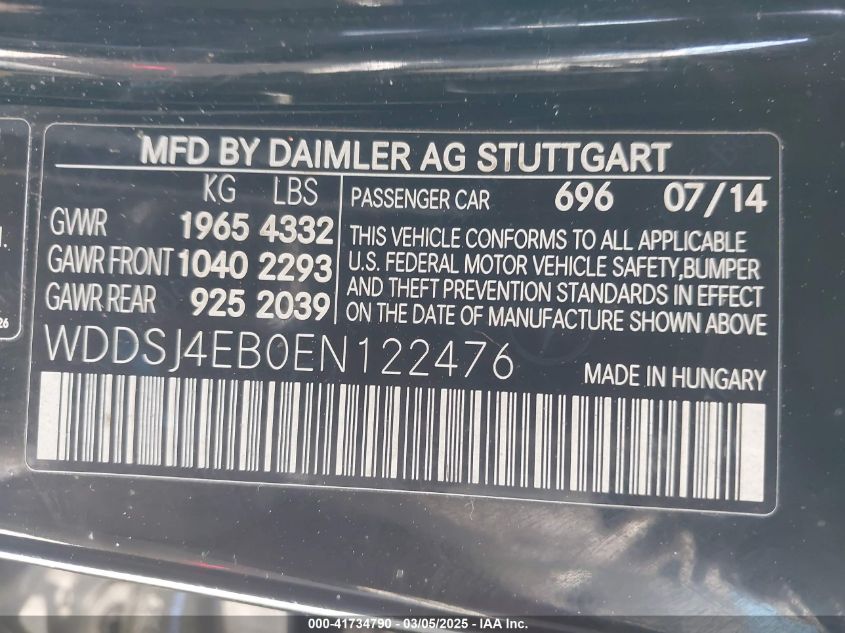 MFD BY DAIMLER AG STUTTGART
KG LBS
GVWR 1965 4332
GAWR FRONT 1040 2293
GAWR REAR 925 2039
PASSENGER CAR 696 07/14
THIS VEHICLE CONFORMS TO ALL APPLICABLE
U.S. FEDERAL MOTOR VEHICLE SAFETY,BUMPER
AND THEFT PREVENTION STANDARDS IN EFFECT
ON THE DATE OF MANUFACTURE SHOWN ABOVE
WDDSJ4EB0EN122476
MADE IN HUNGARY
000-41734790 - 03/05/2025 - IAA Inc.